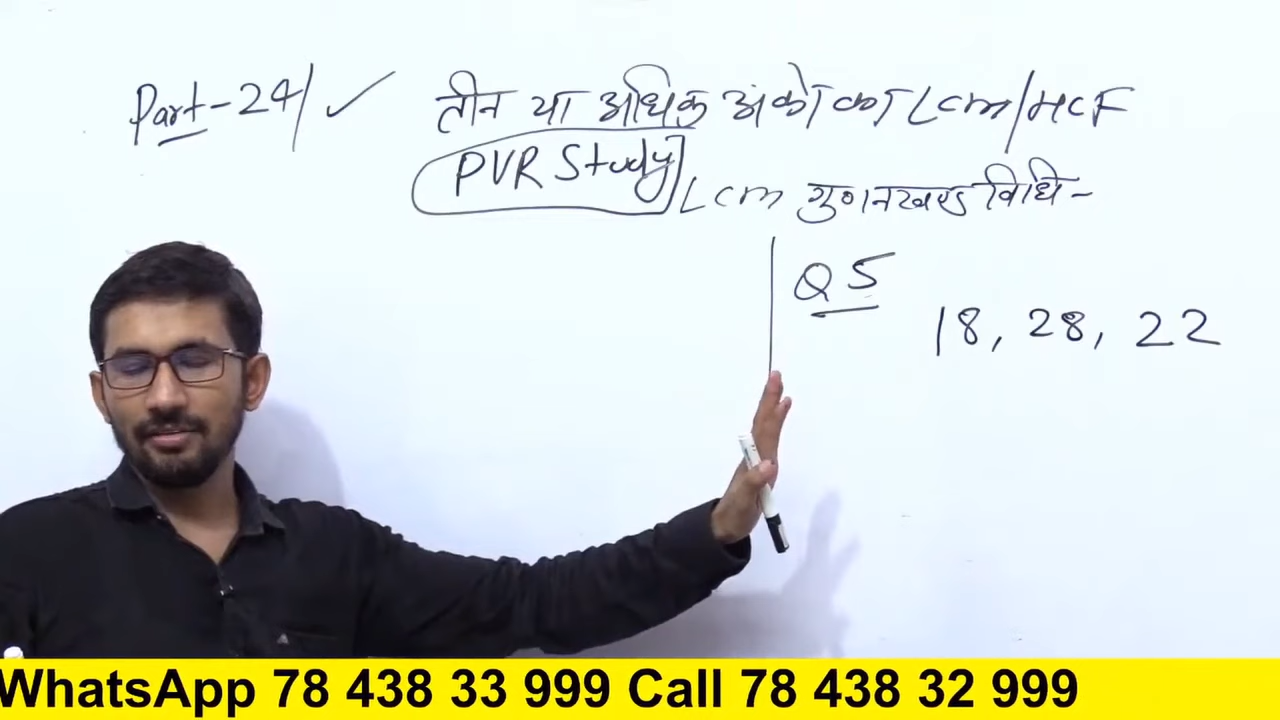 Part-24 ✓ तीन या अधिक अंको का Lcm/HCF
PVR Study
Lcm गुणनखण्ड विधि-
Q5
18, 28, 22
WhatsApp 78 438 33 999 Call 78 438 32 999